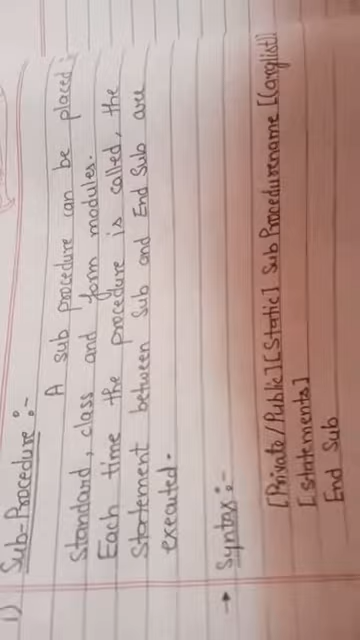 1) Sub-Procedure :-
A sub procedure can be placed in
standard, class and form modules.
Each time the procedure is called, the
statement between Sub and End Sub are
executed.
→ Syntax :-
[Private/Public][Static] Sub Procedurename [(arglist)]
[statements]
End Sub